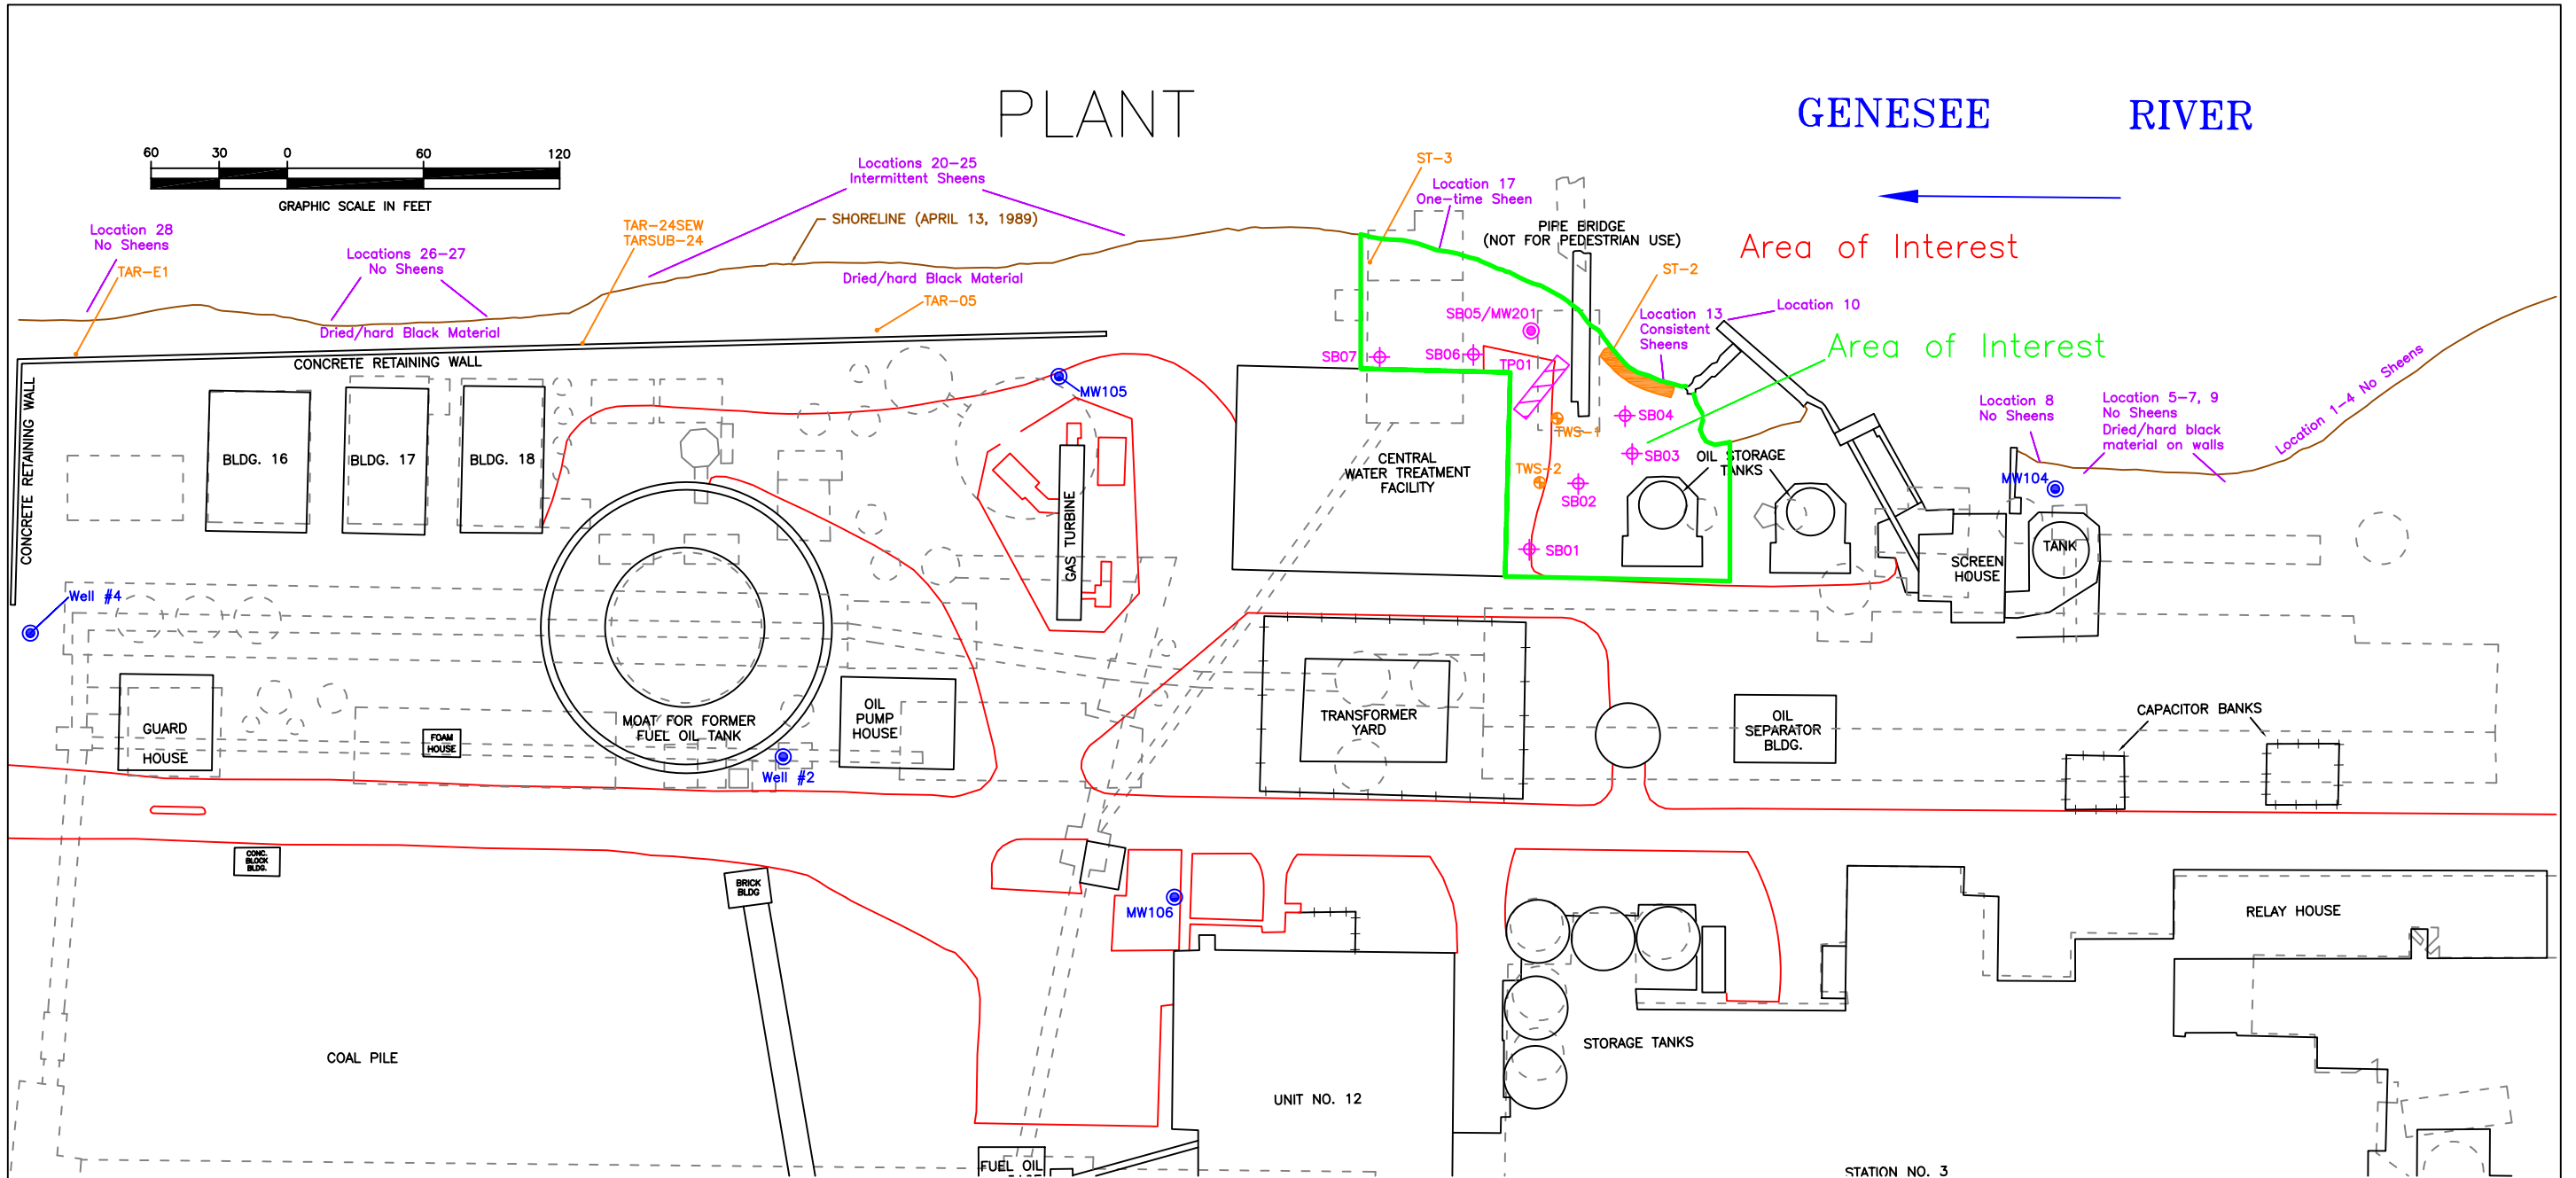 PLANT
GENESEE RIVER
60 30 0 60 120
GRAPHIC SCALE IN FEET
Locations 20-25
Intermittent Sheens
ST-3
Location 17
One-time Sheen
SHORELINE (APRIL 13, 1989)
TAR-24SEW
TARSUB-24
Location 28
No Sheens
TAR-E1
Locations 26-27
No Sheens
PIPE BRIDGE
(NOT FOR PEDESTRIAN USE)
Area of Interest
ST-2
Dried/hard Black Material
TAR-05
Location 10
SB05/MW201
Location 13
Consistent
Sheens
Dried/hard Black Material
Area of Interest
CONCRETE RETAINING WALL
CONCRETE RETAINING WALL
SB07
SB06
TP01
MW105
SB04
TWS-1
Location 8
No Sheens
Location 5-7, 9
No Sheens
Dried/hard black
material on walls
Location 1-4 No Sheens
BLDG. 16
BLDG. 17
BLDG. 18
CENTRAL
WATER TREATMENT
FACILITY
SB03
OIL STORAGE
TANKS
TWS-2
SB02
MW104
GAS TURBINE
SB01
TANK
SCREEN
HOUSE
Well #4
GUARD
HOUSE
FOAM
HOUSE
MOAT FOR FORMER
FUEL OIL TANK
OIL
PUMP
HOUSE
Well #2
TRANSFORMER
YARD
OIL
SEPARATOR
BLDG.
CAPACITOR BANKS
CONC.
BLOCK
BLDG.
BRICK
BLDG
MW106
RELAY HOUSE
COAL PILE
STORAGE TANKS
UNIT NO. 12
FUEL OIL
STATION NO. 3